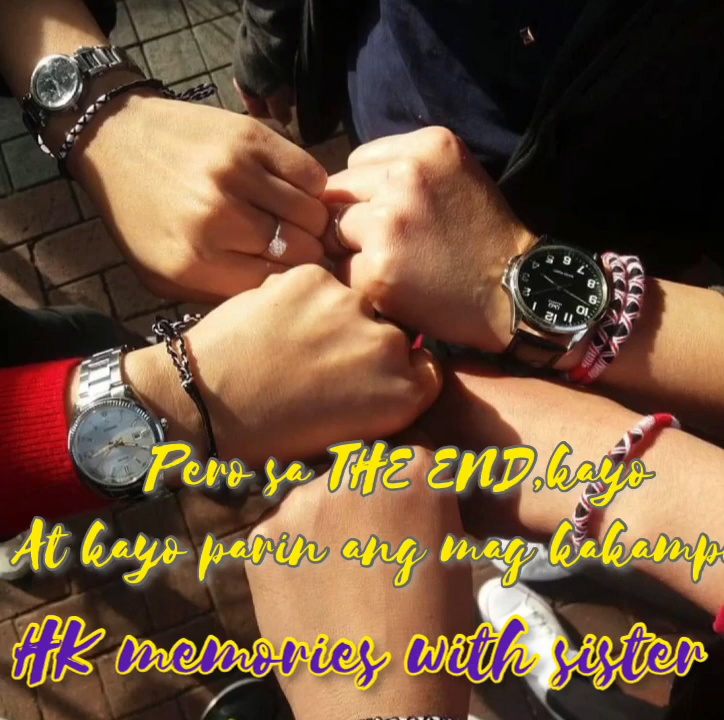 Pero sa THE END,kayo
At kayo parin ang mag kakamp
HK memories with sister